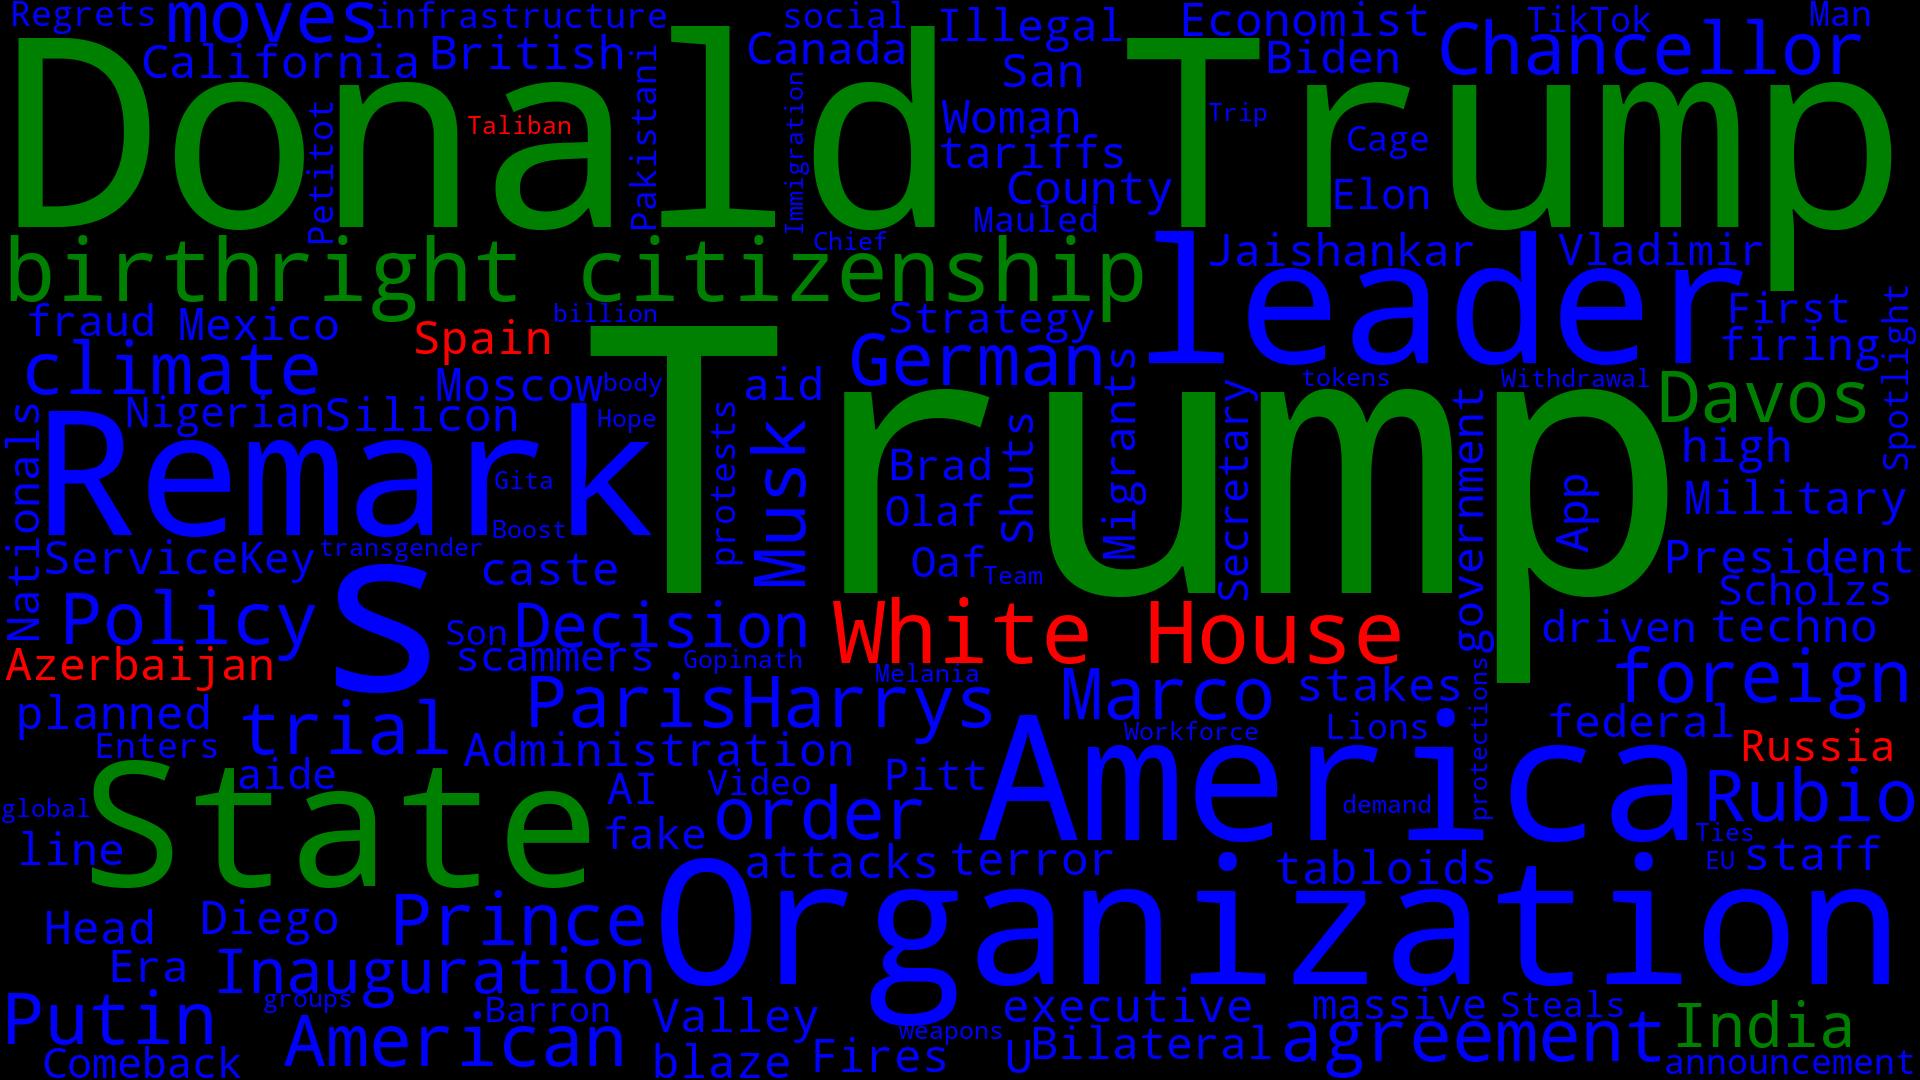 Regrets
moves
infrastructure
social
Illegal
Economist
TikTok
Man
California
British
Canada
San
Biden
Chancellor
Donald Trump
Petitot
Taliban
Pakistani
Immigration
Woman
Trip
Cage
tariffs
County
Elon
Mauled
birthright citizenship
Chief
leader
Jaishankar
Vladimir
fraud
Mexico
Spain
billion
Strategy
First
firing
Spotlight
climate
Moscow
body
Trump
aid
German
tokens
Withdrawal
Davos
Nigerian
Silicon
Hope
Nationals
Remark
Gita
Boost
protests
Musk
Brad
Olaf
Oaf
Team
Shuts
Migrants
Secretary
government
App
high
Military
ServiceKey
transgender
caste
President
Scholzs
Policy
s
Son
Decision
White House
driven
techno
Azerbaijan
scammers
Gopinath
Melania
foreign
planned
Enters
trial
ParisHarrys
Marco
stakes
Workforce
Lions
protections
federal
Russia
Administration
aide
AI
Video
Pitt
America
demand
Rubio
global
State
line
fake
order
Ties
EU
staff
attacks
terror
tabloids
Organization
Head
Diego
Prince
Era
Inauguration
groups
Putin
Barron
American
Comeback
Valley
blaze
weapons
Fires
executive
U
Bilateral
massive
Steals
agreement
India
announcement